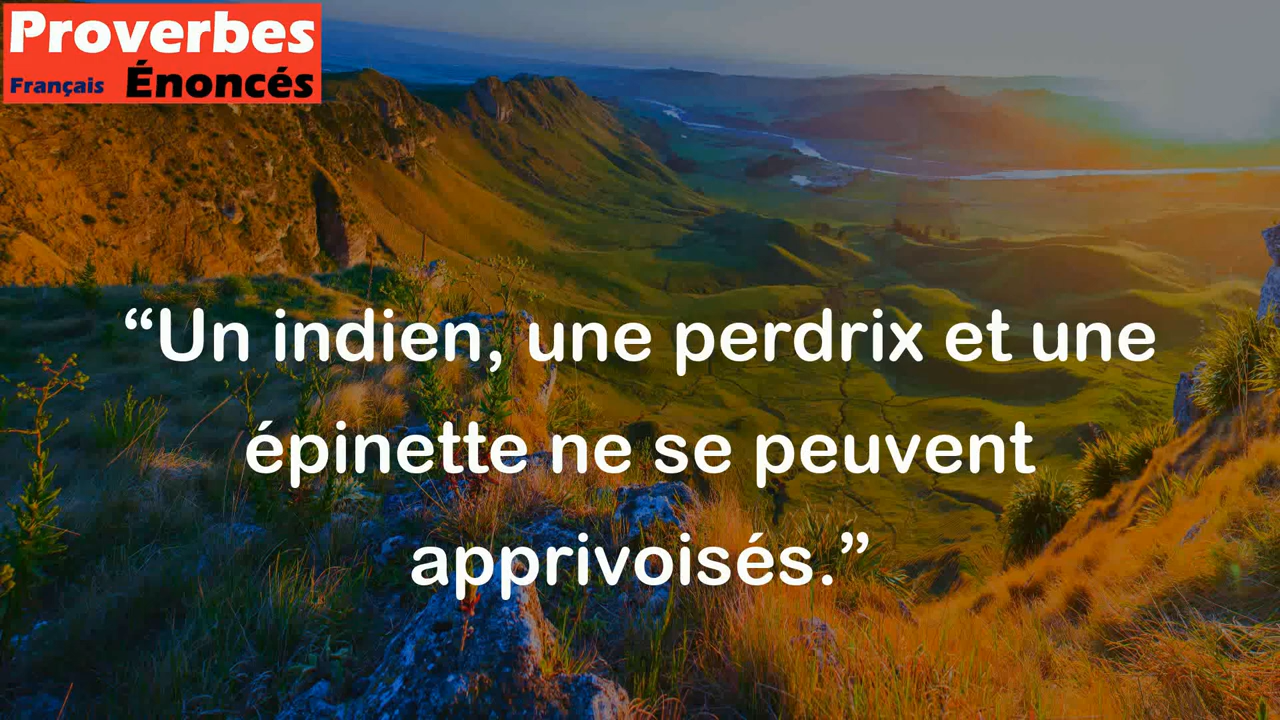 Proverbes
Français Énoncés
“Un indien, une perdrix et une
épinette ne se peuvent
apprivoisés.”